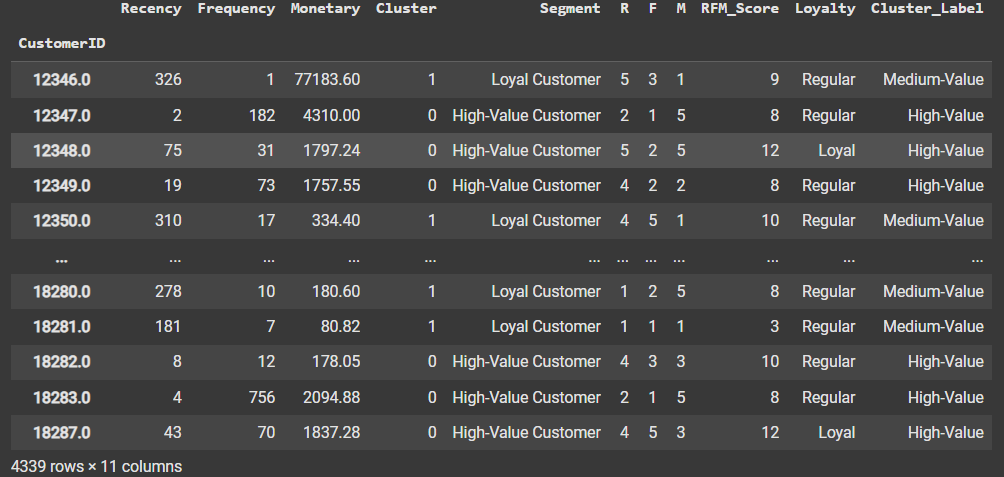 Recency Frequency Monetary Cluster Segment R F M RFM_Score Loyalty Cluster_Label
CustomerID
12346.0 326 1 77183.60 1 Loyal Customer 5 3 1 9 Regular Medium-Value
12347.0 2 182 4310.00 0 High-Value Customer 2 1 5 8 Regular High-Value
12348.0 75 31 1797.24 0 High-Value Customer 5 2 5 12 Loyal High-Value
12349.0 19 73 1757.55 0 High-Value Customer 4 2 2 8 Regular High-Value
12350.0 310 17 334.40 1 Loyal Customer 4 5 1 10 Regular Medium-Value
... ... ... ... ... ... ... ... ... ... ... ...
18280.0 278 10 180.60 1 Loyal Customer 1 2 5 8 Regular Medium-Value
18281.0 181 7 80.82 1 Loyal Customer 1 1 1 3 Regular Medium-Value
18282.0 8 12 178.05 0 High-Value Customer 4 3 3 10 Regular High-Value
18283.0 4 756 2094.88 0 High-Value Customer 2 1 5 8 Regular High-Value
18287.0 43 70 1837.28 0 High-Value Customer 4 5 3 12 Loyal High-Value
4339 rows × 11 columns